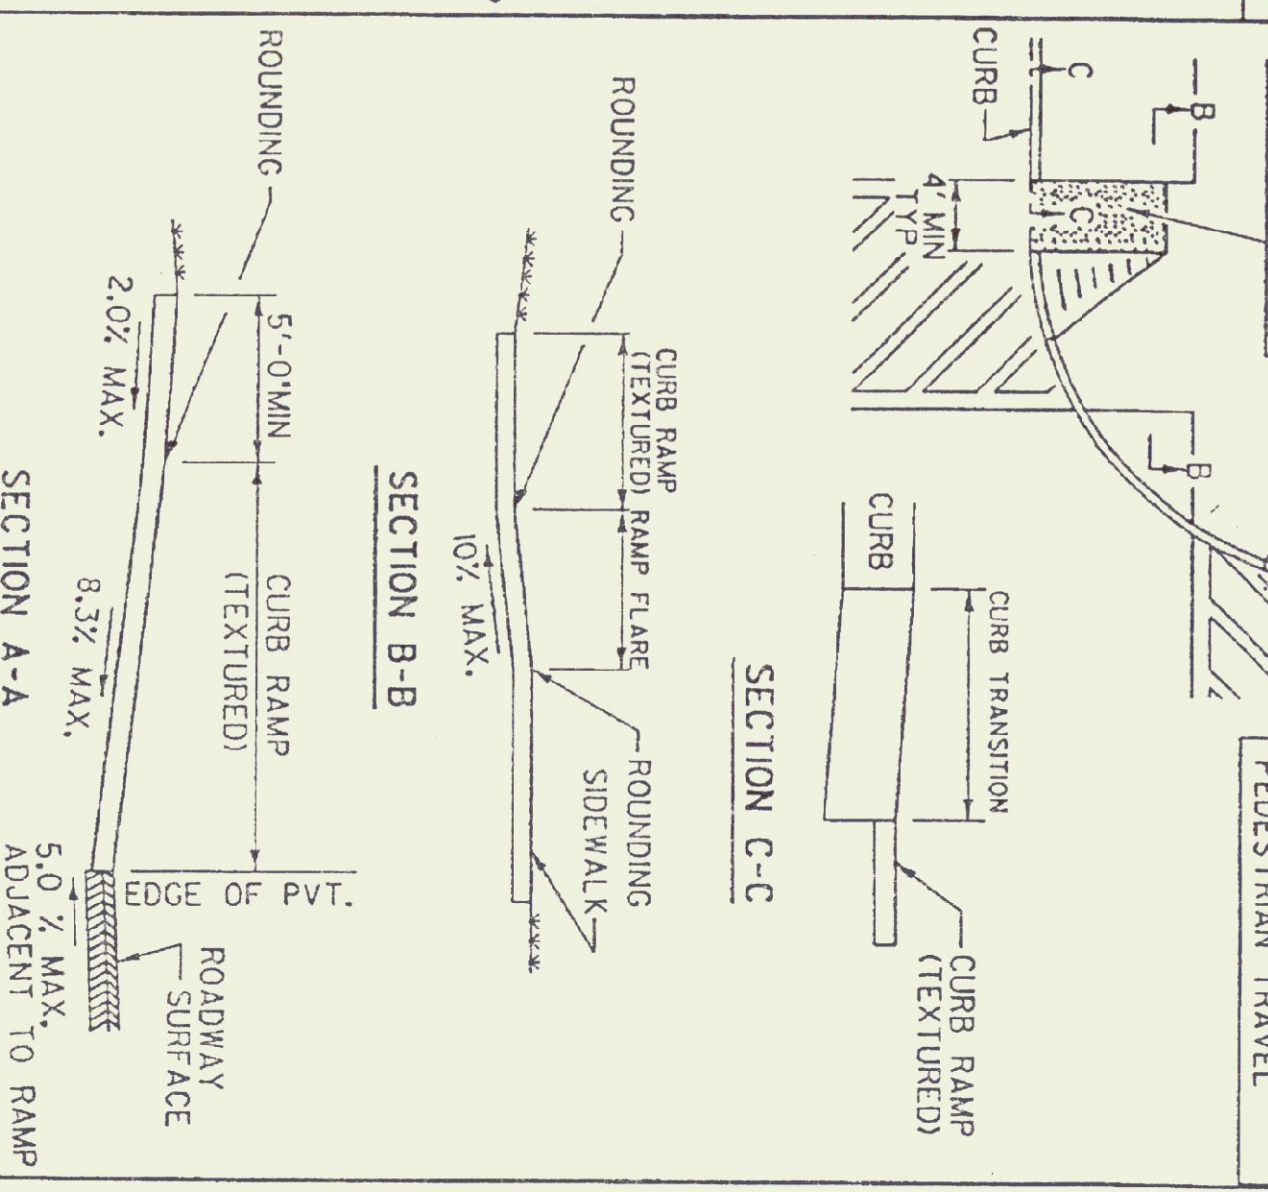 C
CURB
B
4' MIN
TYP
C
B
PEDESTRIAN TRAVEL
CURB
CURB TRANSITION
CURB RAMP
(TEXTURED)
SECTION C-C
ROUNDING
CURB RAMP
(TEXTURED)
RAMP FLARE
10% MAX.
ROUNDING
SIDEWALK
SECTION B-B
ROUNDING
5'-0" MIN
CURB RAMP
(TEXTURED)
2.0% MAX.
8.3% MAX.
EDGE OF PVT.
ROADWAY
SURFACE
5.0 % MAX.
ADJACENT TO RAMP
SECTION A-A